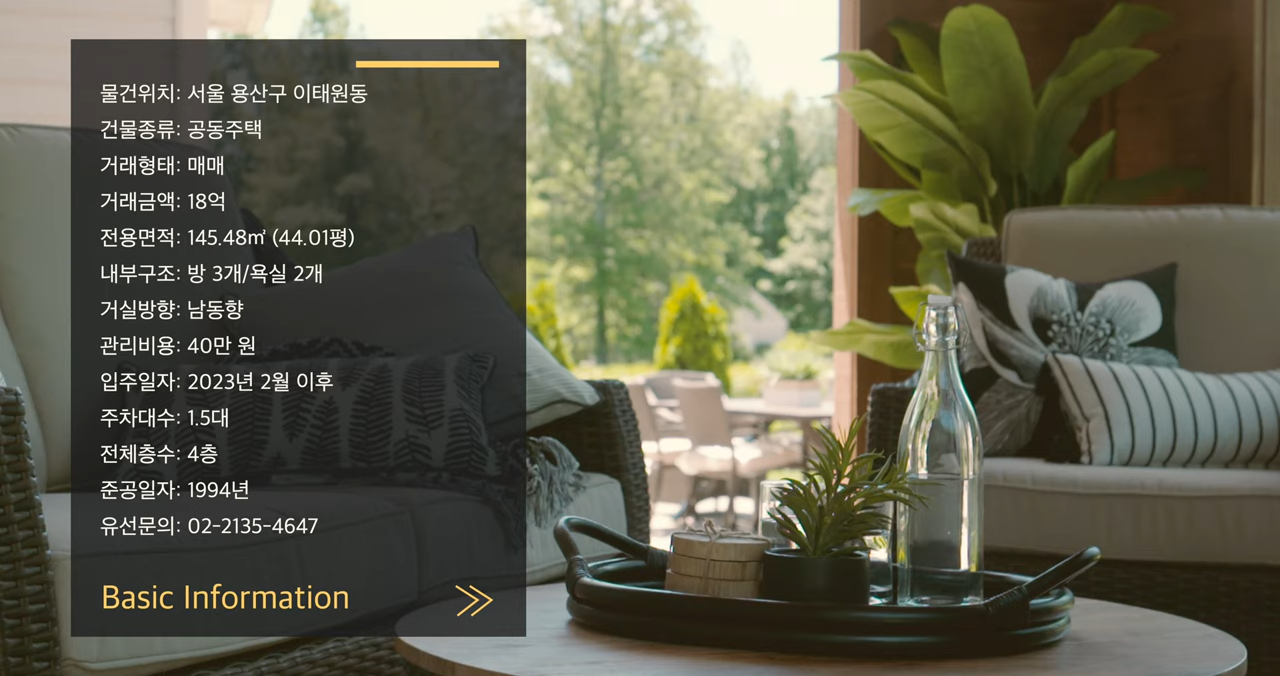 물건위치: 서울 용산구 이태원동
건물종류: 공동주택
거래형태: 매매
거래금액: 18억
전용면적: 145.48㎡ (44.01평)
내부구조: 방 3개/욕실 2개
거실방향: 남동향
관리비용: 40만 원
입주일자: 2023년 2월 이후
주차대수: 1.5대
전체층수: 4층
준공일자: 1994년
유선문의: 02-2135-4647
Basic Information